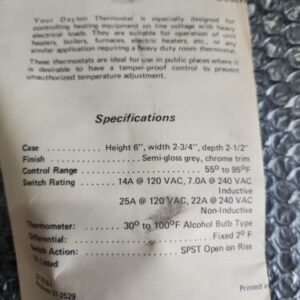 Your Dayton Thermostat is especially designed for
controlling heating equipment on line voltage with heavy
electrical loads. They are suitable for operation of unit
heaters, boilers, furnaces, electric heaters, etc., or any
similar application requiring a heavy duty room thermostat.
These thermostats are ideal for use in public places where it
is desirable to have a tamper-proof control to prevent
unauthorized temperature adjustment.
Specifications
Case ............ Height 6", width 2-3/4", depth 2-1/2"
Finish ............ Semi-gloss grey, chrome trim
Control Range ............ 55° to 95°F
Switch Rating ..... 14A @ 120 VAC, 7.0A @ 240 VAC
Inductive
25A @ 120 VAC, 22A @ 240 VAC
Non-Inductive
Thermometer: ..... 30° to 100°F Alcohol Bulb Type
Differential: ............ Fixed 2° F
Switch Action: ............ SPST Open on Rise
Listed
22-2529
Printed in